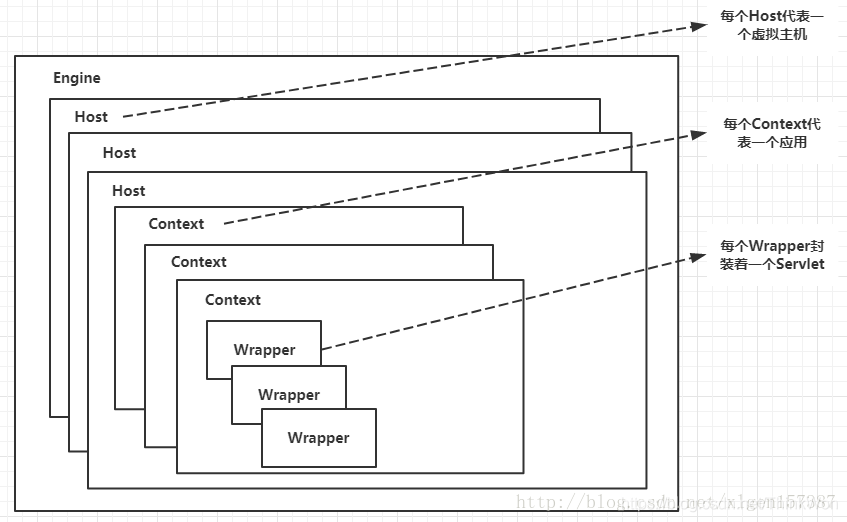 每个Host代表一
个虚拟主机
Engine
Host
每个Context代
表一个应用
Host
Host
Context
每个Wrapper封
装着一个Servlet
Context
Context
Wrapper
Wrapper
Wrapper